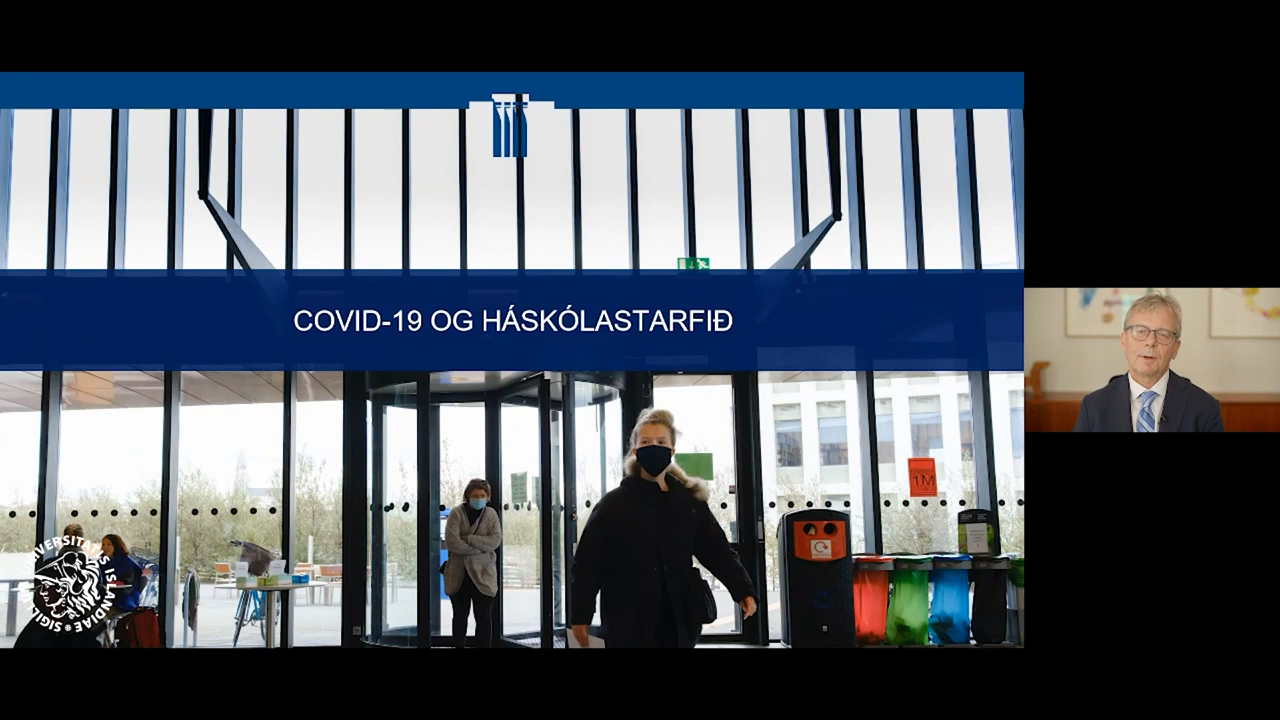 COVID-19 OG HÁSKÓLASTARFIÐ
1M
SIGILLUM UNIVERSITATIS ISLANDIAE